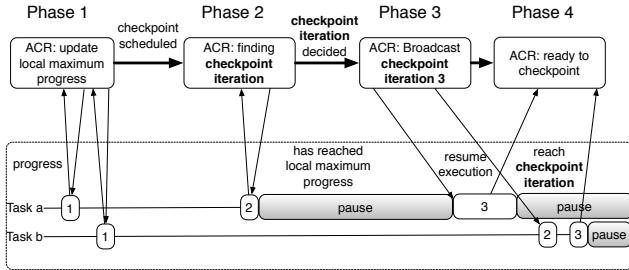 Phase 1
Phase 2
Phase 3
Phase 4
ACR: update
local maximum
progress
checkpoint
scheduled
ACR: finding
checkpoint
iteration
checkpoint
iteration
decided
ACR: Broadcast
checkpoint
iteration 3
ACR: ready to
checkpoint
progress
has reached
local maximum
progress
resume
execution
reach
checkpoint
iteration
Task a
1
2
pause
3
pause
Task b
1
2
3
pause